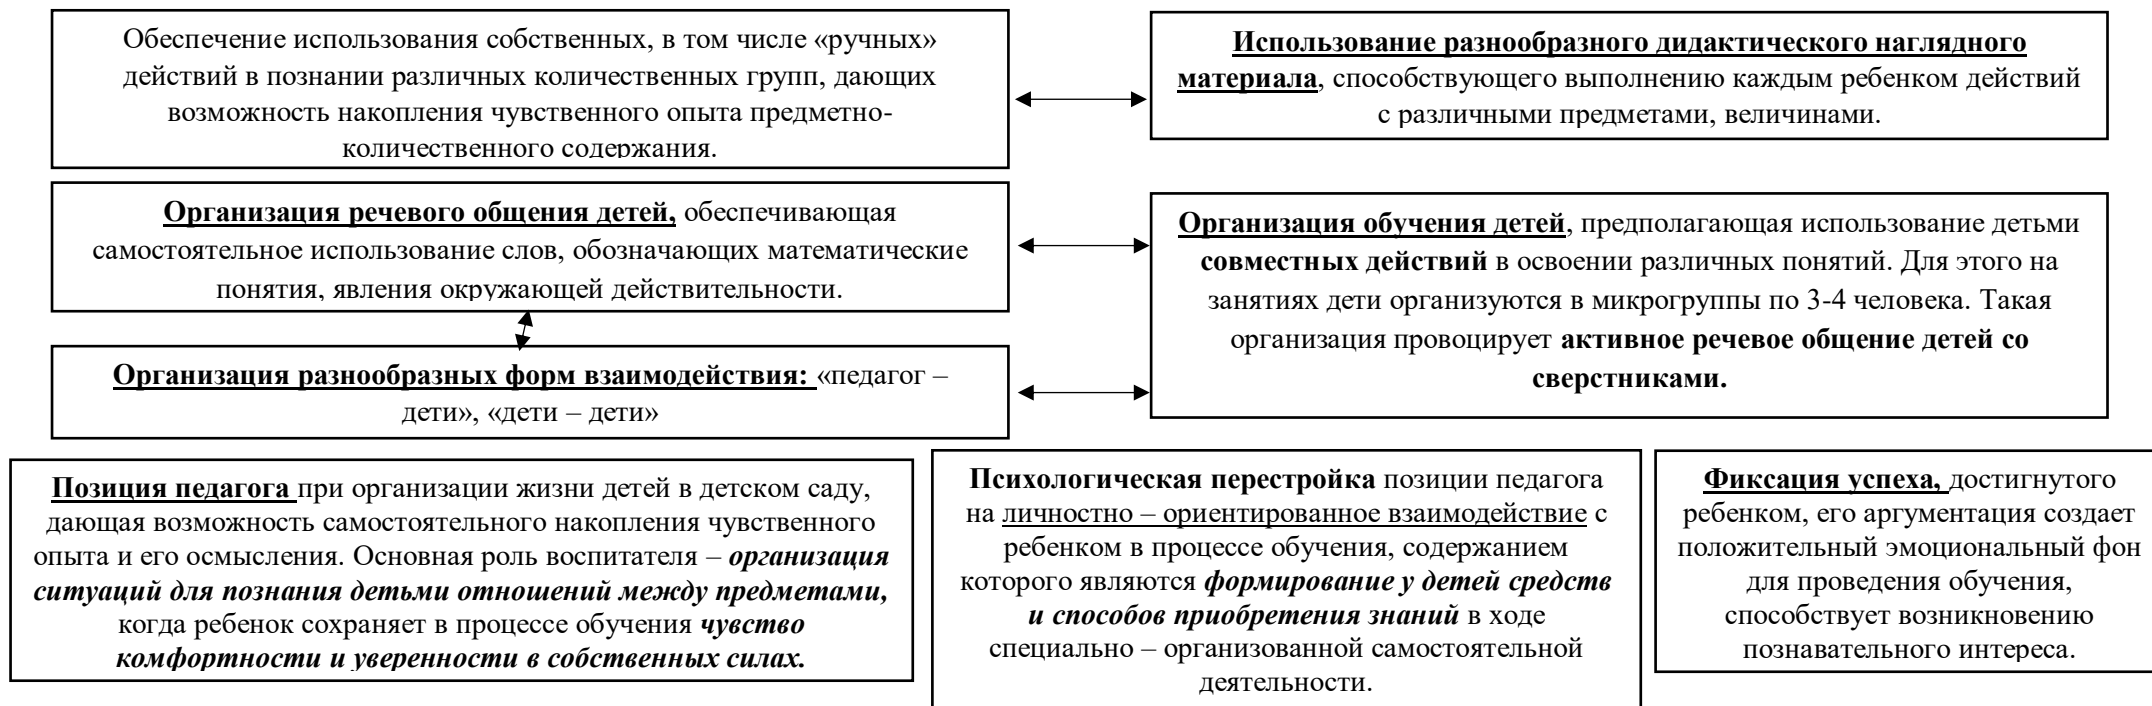 Обеспечение использования собственных, в том числе «ручных»
действий в познании различных количественных групп, дающих
возможность накопления чувственного опыта предметно-
количественного содержания.
Использование разнообразного дидактического наглядного
материала, способствующего выполнению каждым ребенком действий
с различными предметами, величинами.
Организация речевого общения детей, обеспечивающая
самостоятельное использование слов, обозначающих математические
понятия, явления окружающей действительности.
Организация обучения детей, предполагающая использование детьми
совместных действий в освоении различных понятий. Для этого на
занятиях дети организуются в микрогруппы по 3-4 человека. Такая
организация провоцирует активное речевое общение детей со
сверстниками.
Организация разнообразных форм взаимодействия: «педагог –
дети», «дети – дети»
Позиция педагога при организации жизни детей в детском саду,
дающая возможность самостоятельного накопления чувственного
опыта и его осмысления. Основная роль воспитателя – организация
ситуаций для познания детьми отношений между предметами,
когда ребенок сохраняет в процессе обучения чувство
комфортности и уверенности в собственных силах.
Психологическая перестройка позиции педагога
на личностно – ориентированное взаимодействие с
ребенком в процессе обучения, содержанием
которого являются формирование у детей средств
и способов приобретения знаний в ходе
специально – организованной самостоятельной
деятельности.
Фиксация успеха, достигнутого
ребенком, его аргументация создает
положительный эмоциональный фон
для проведения обучения,
способствует возникновению
познавательного интереса.